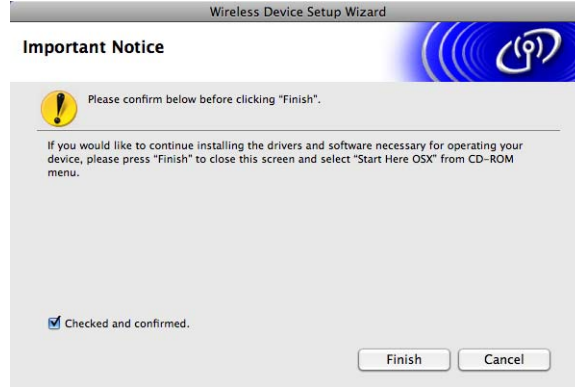 Wireless Device Setup Wizard
Important Notice
Please confirm below before clicking "Finish".
If you would like to continue installing the drivers and software necessary for operating your
device, please press "Finish" to close this screen and select "Start Here OSX" from CD-ROM
menu.
Checked and confirmed.
Finish
Cancel